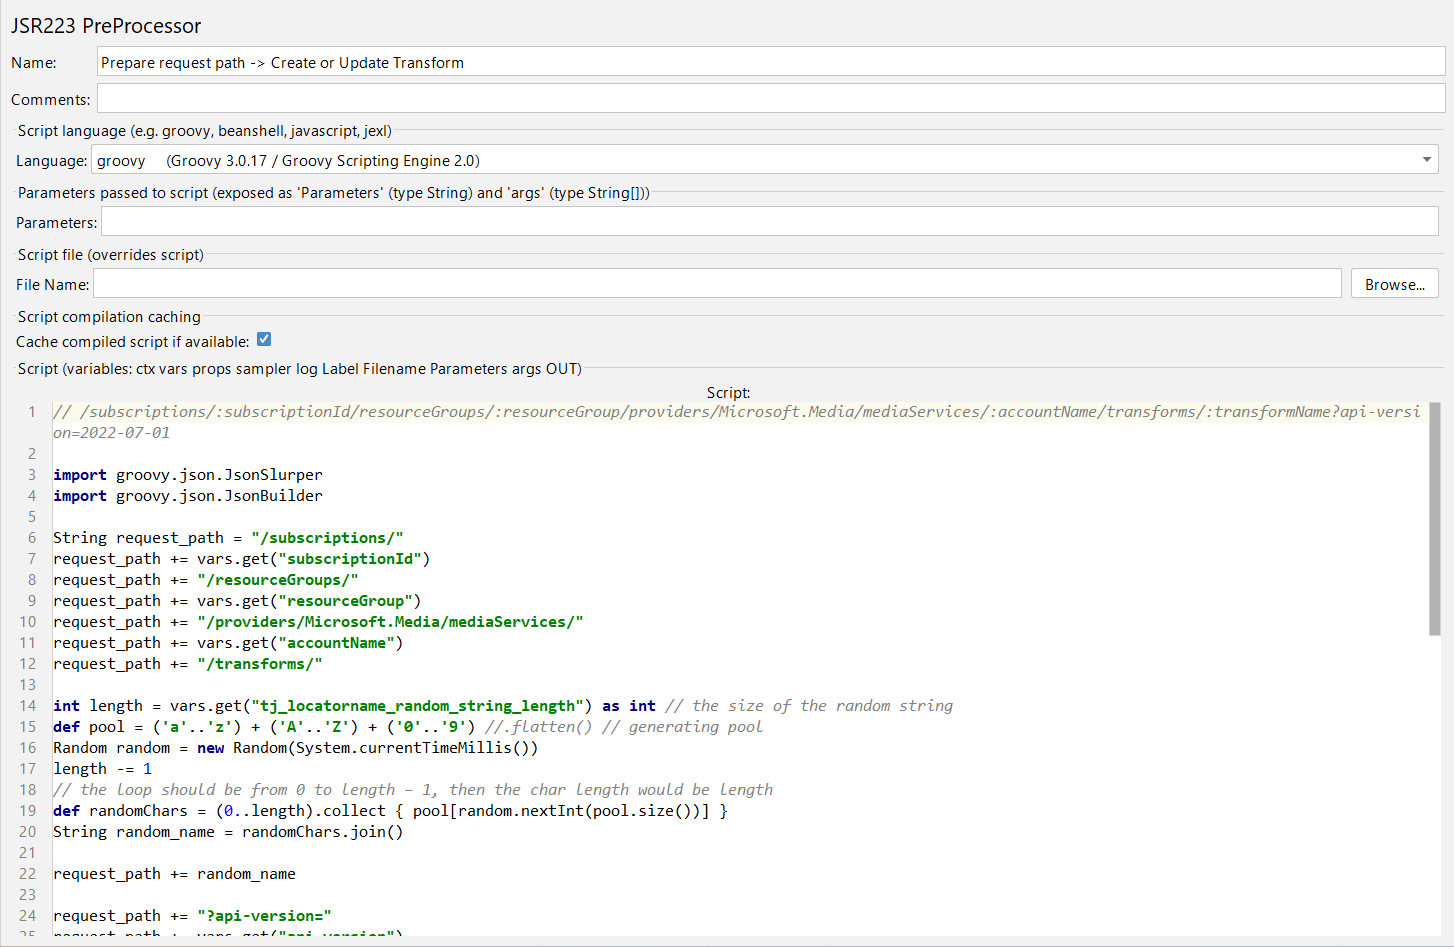 JSR223 PreProcessor
Name: Prepare request path -> Create or Update Transform
Comments:
Script language (e.g. groovy, beanshell, javascript, jexl)
Language: groovy (Groovy 3.0.17 / Groovy Scripting Engine 2.0)
Parameters passed to script (exposed as 'Parameters' (type String) and 'args' (type String[]))
Parameters:
Script file (overrides script)
File Name: Browse...
Script compilation caching
Cache compiled script if available:
Script (variables: ctx vars props sampler log Label Filename Parameters args OUT)
Script:
1 // /subscriptions/:subscriptionId/resourceGroups/:resourceGroup/providers/Microsoft.Media/mediaServices/:accountName/transforms/:transformName?api-versi
on=2022-07-01
2
3 import groovy.json.JsonSlurper
4 import groovy.json.JsonBuilder
5
6 String request_path = "/subscriptions/"
7 request_path += vars.get("subscriptionId")
8 request_path += "/resourceGroups/"
9 request_path += vars.get("resourceGroup")
10 request_path += "/providers/Microsoft.Media/mediaServices/"
11 request_path += vars.get("accountName")
12 request_path += "/transforms/"
13
14 int length = vars.get("tj_locatorname_random_string_length") as int // the size of the random string
15 def pool = ('a'..'z') + ('A'..'Z') + ('0'..'9') //.flatten() // generating pool
16 Random random = new Random(System.currentTimeMillis())
17 length -= 1
18 // the loop should be from 0 to length – 1, then the char length would be length
19 def randomChars = (0..length).collect { pool[random.nextInt(pool.size())] }
20 String random_name = randomChars.join()
21
22 request_path += random_name
23
24 request_path += "?api-version="
25 request_path += vars.get("api-version")